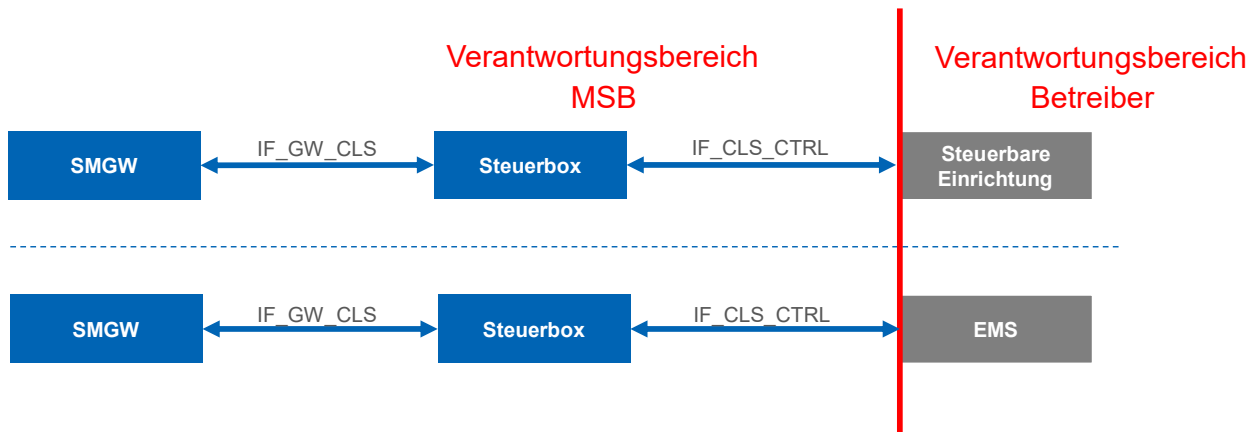 Verantwortungsbereich
MSB
Verantwortungsbereich
Betreiber
SMGW
IF_GW_CLS
Steuerbox
IF_CLS_CTRL
Steuerbare
Einrichtung
SMGW
IF_GW_CLS
Steuerbox
IF_CLS_CTRL
EMS